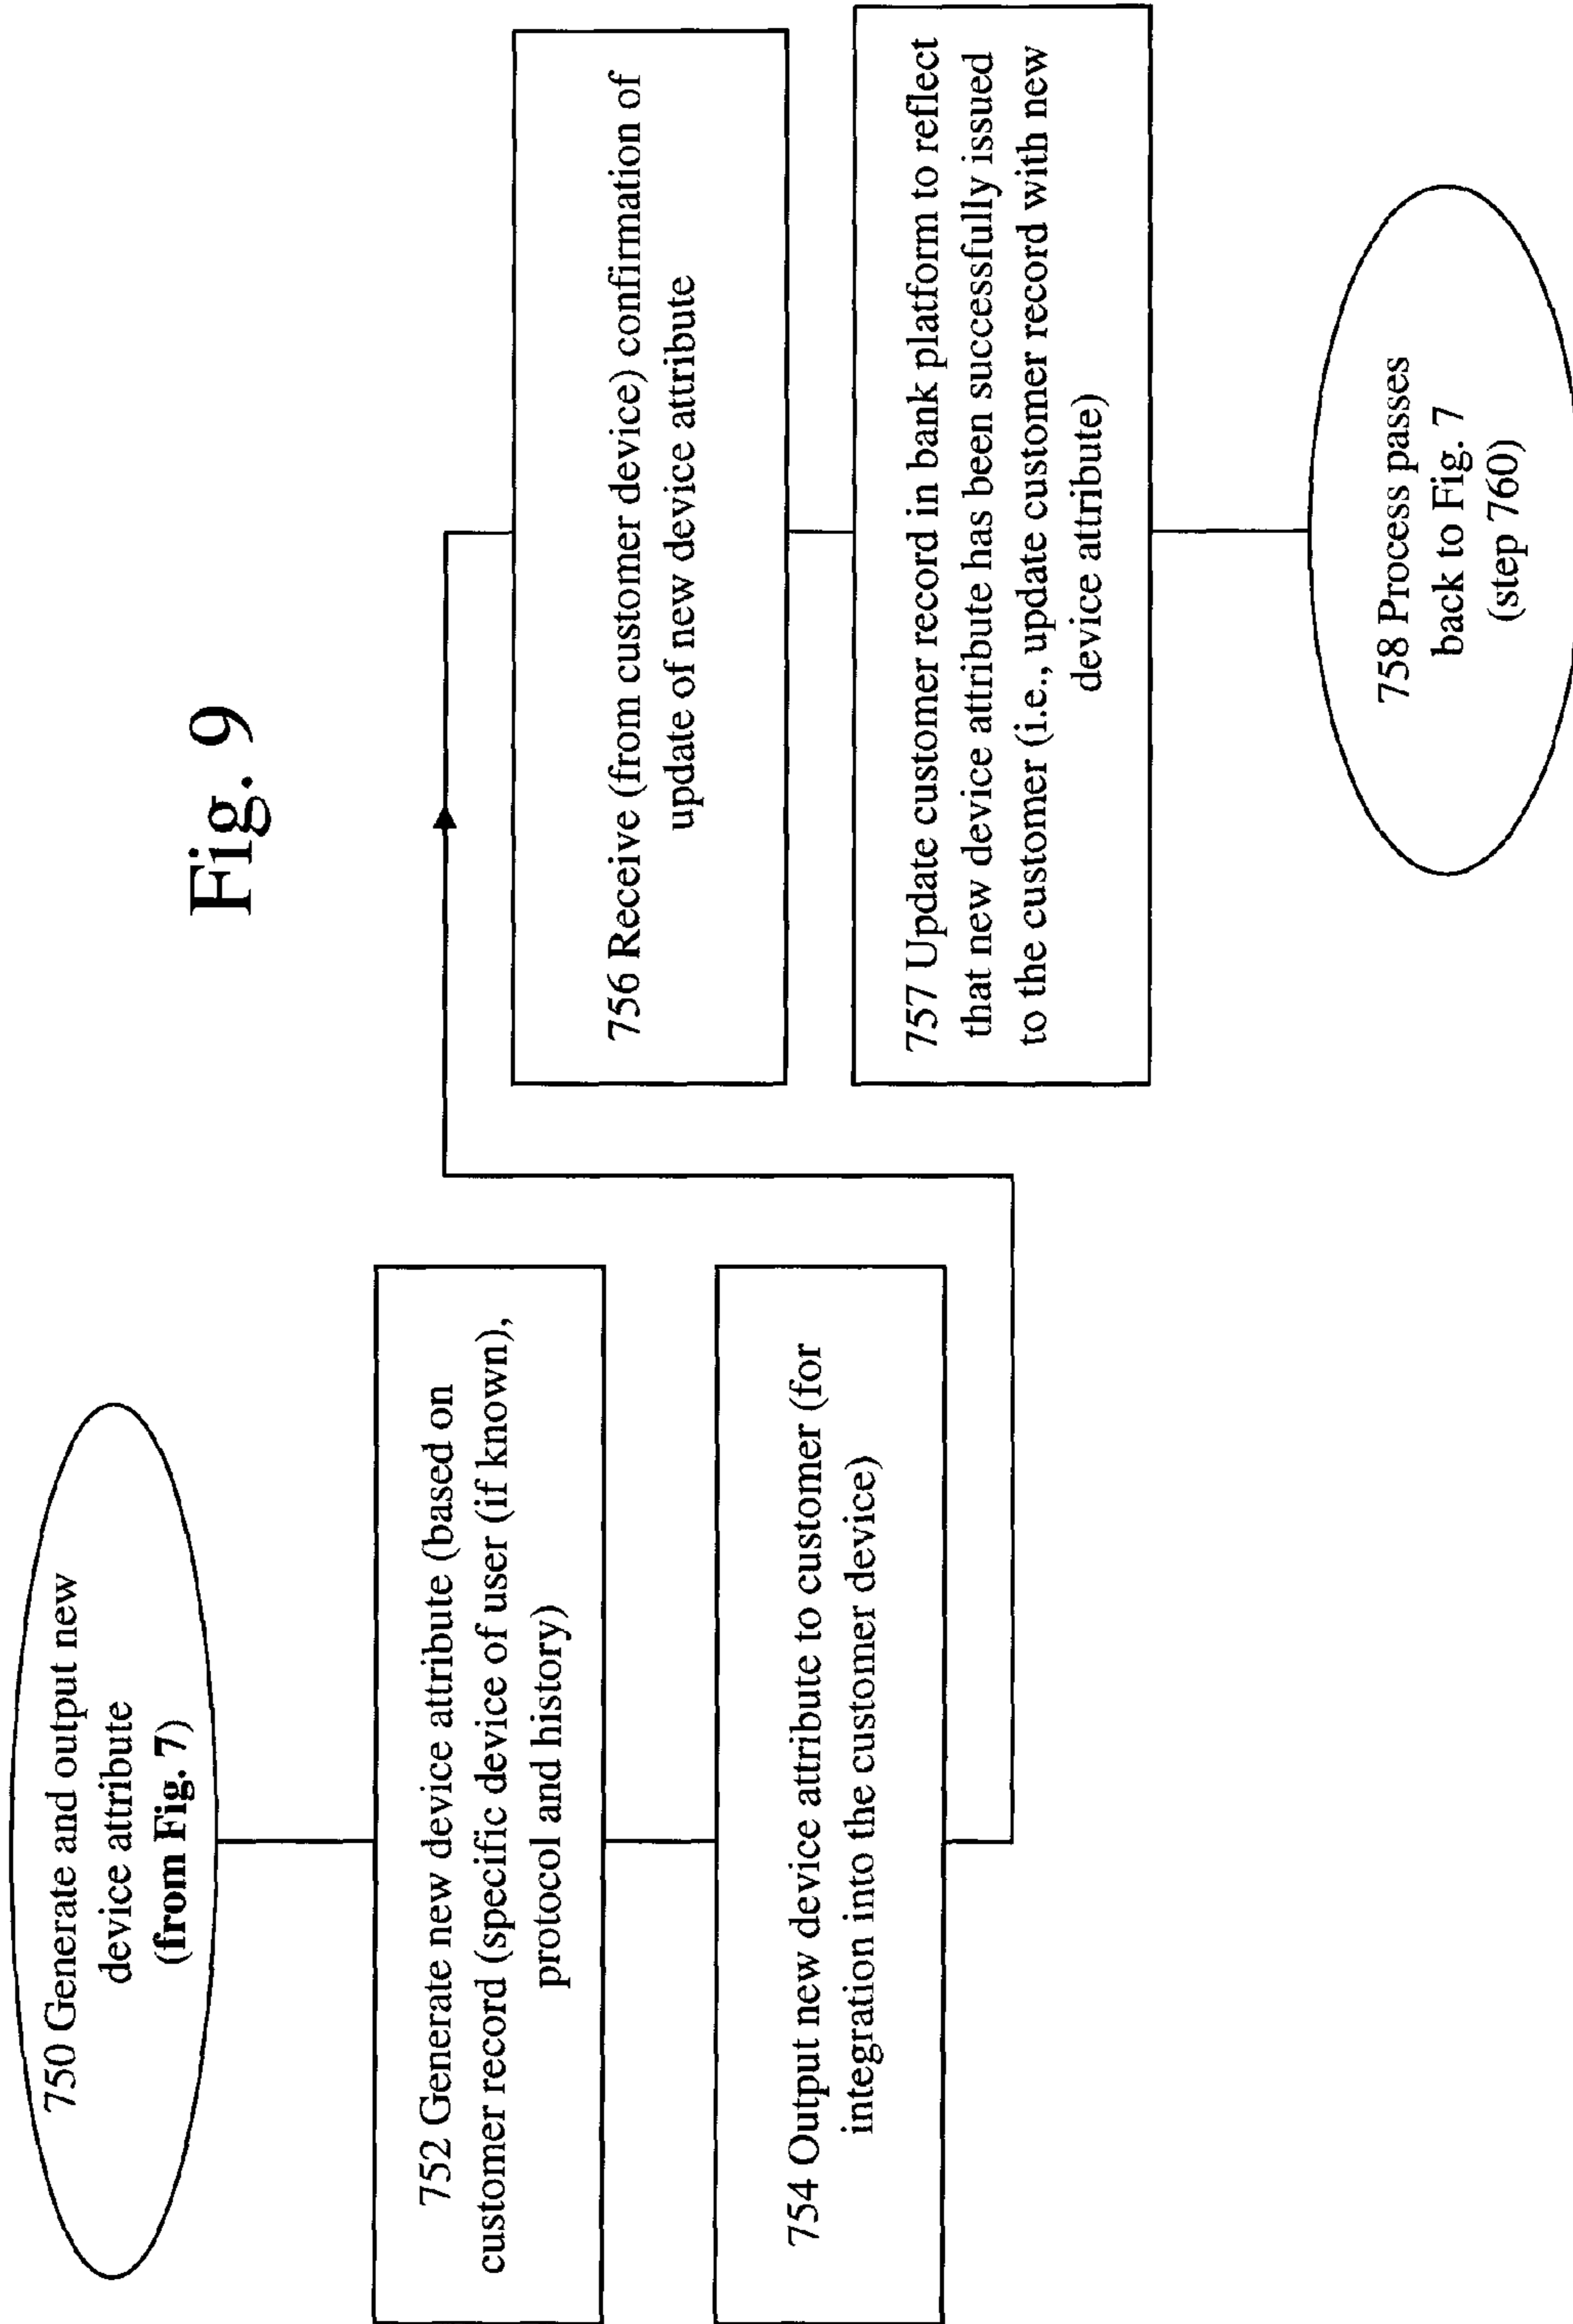 Fig. 9
750 Generate and output new
device attribute
(from Fig. 7)
752 Generate new device attribute (based on
customer record (specific device of user (if known),
protocol and history)
754 Output new device attribute to customer (for
integration into the customer device)
756 Receive (from customer device) confirmation of
update of new device attribute
757 Update customer record in bank platform to reflect
that new device attribute has been successfully issued
to the customer (i.e., update customer record with new
device attribute)
758 Process passes
back to Fig. 7
(step 760)